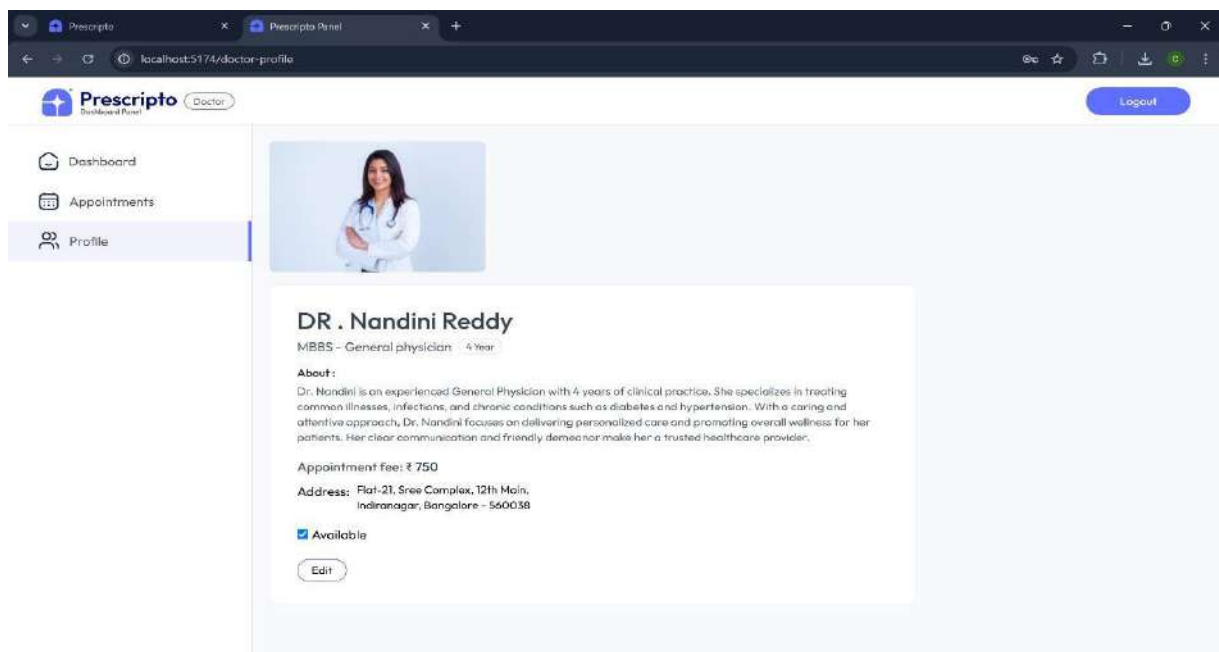 Prescripto
Prescripto Panel
localhost:5174/doctor-profile
C
Prescripto Doctor
Dashboard Panel
Logout
Dashboard
Appointments
Profile
DR . Nandini Reddy
MBBS - General physician 4 Year
About :
Dr. Nandini is an experienced General Physician with 4 years of clinical practice. She specializes in treating
common illnesses, infections, and chronic conditions such as diabetes and hypertension. With a caring and
attentive approach, Dr. Nandini focuses on delivering personalized care and promoting overall wellness for her
patients. Her clear communication and friendly demeanor make her a trusted healthcare provider.
Appointment fee: ₹ 750
Address: Flat-21, Sree Complex, 12th Main,
Indiranagar, Bangalore - 560038
Available
Edit